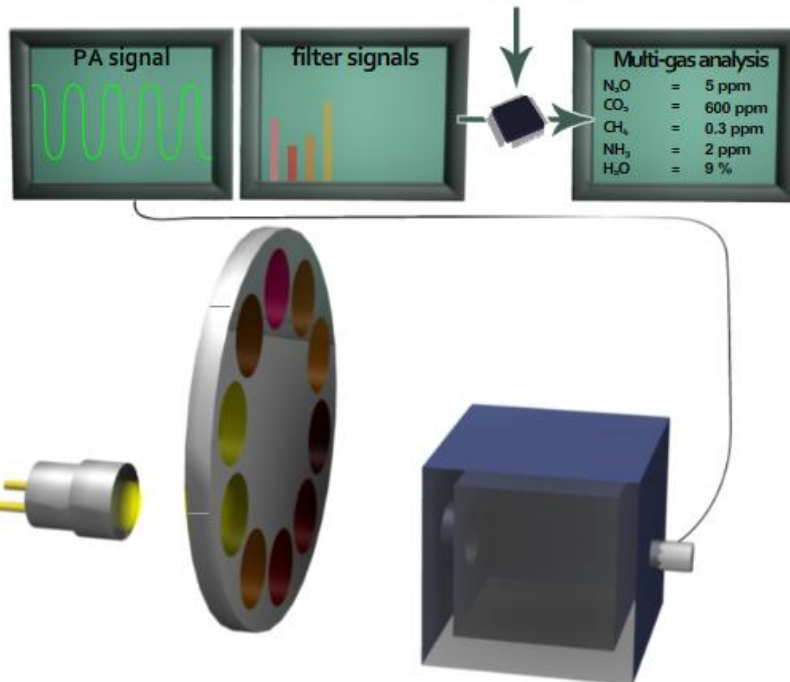 PA signal
filter signals
Multi-gas analysis
N₂O = 5 ppm
CO₂ = 600 ppm
CH₄ = 0.3 ppm
NH₃ = 2 ppm
H₂O = 9 %